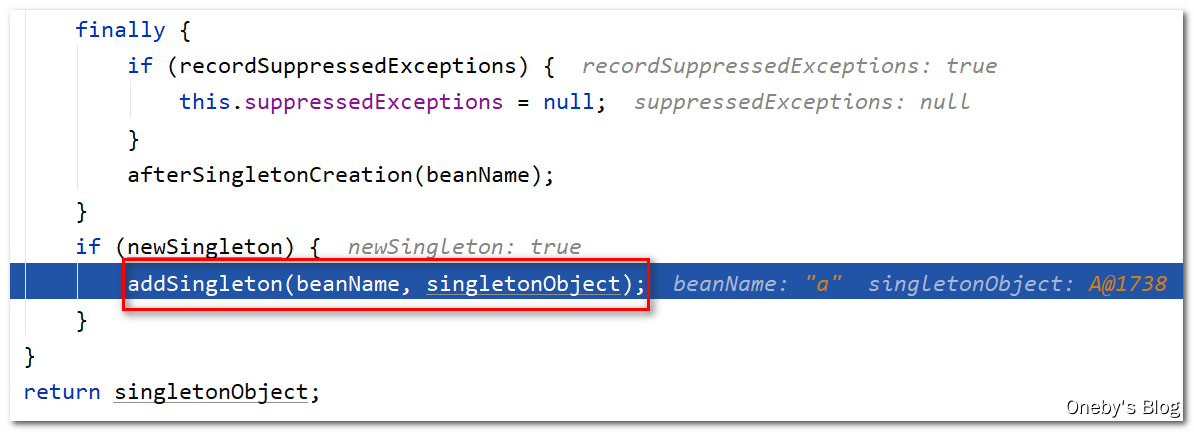 finally {
if (recordSuppressedExceptions) { recordSuppressedExceptions: true
this.suppressedExceptions = null; suppressedExceptions: null
}
afterSingletonCreation(beanName);
}
if (newSingleton) { newSingleton: true
addSingleton(beanName, singletonObject); beanName: "a" singletonObject: A@1738
}
}
return singletonObject;
Oneby's Blog